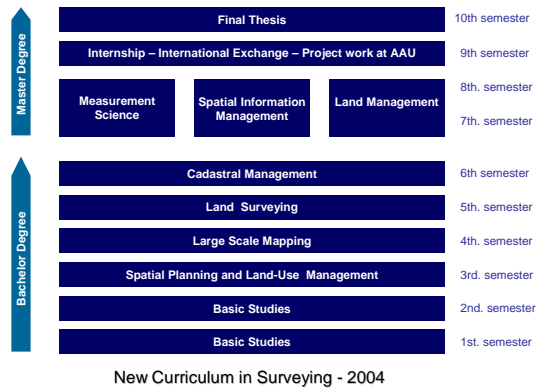 Master Degree
Final Thesis
10th semester
Internship – International Exchange – Project work at AAU
9th semester
Measurement
Science
Spatial Information
Management
Land Management
8th. semester
7th. semester
Bachelor Degree
Cadastral Management
6th semester
Land Surveying
5th. semester
Large Scale Mapping
4th. semester
Spatial Planning and Land-Use Management
3rd. semester
Basic Studies
2nd. semester
Basic Studies
1st. semester
New Curriculum in Surveying - 2004